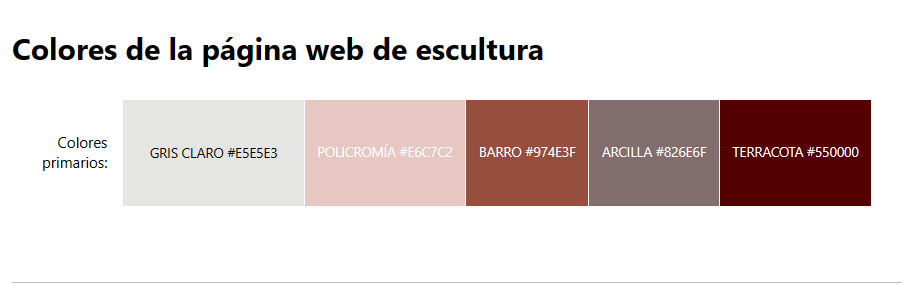 Colores de la página web de escultura
Colores
primarios:
GRIS CLARO #E5E5E3
POLICROMÍA #E6C7C2
BARRO #974E3F
ARCILLA #826E6F
TERRACOTA #550000